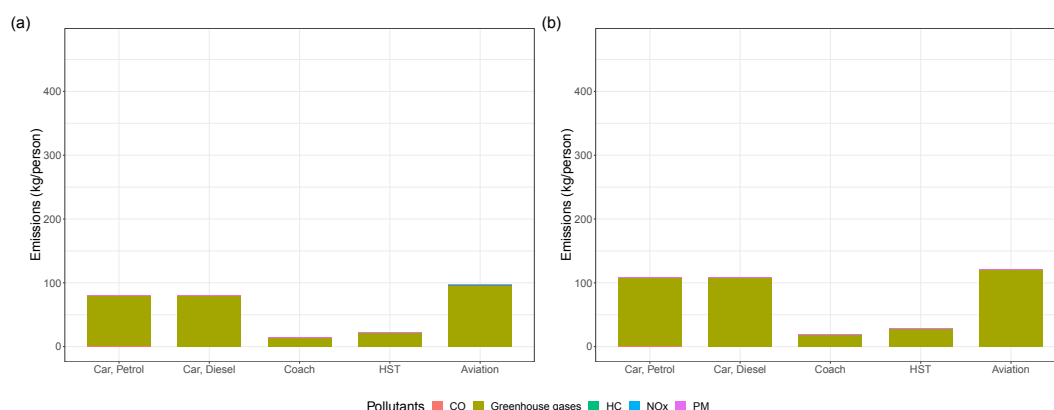 (a)
Emissions (kg/person)
400
300
200
100
0
Car, Petrol Car, Diesel Coach HST Aviation
(b)
Emissions (kg/person)
400
300
200
100
0
Car, Petrol Car, Diesel Coach HST Aviation
Pollutants CO Greenhouse gases HC NOx PM